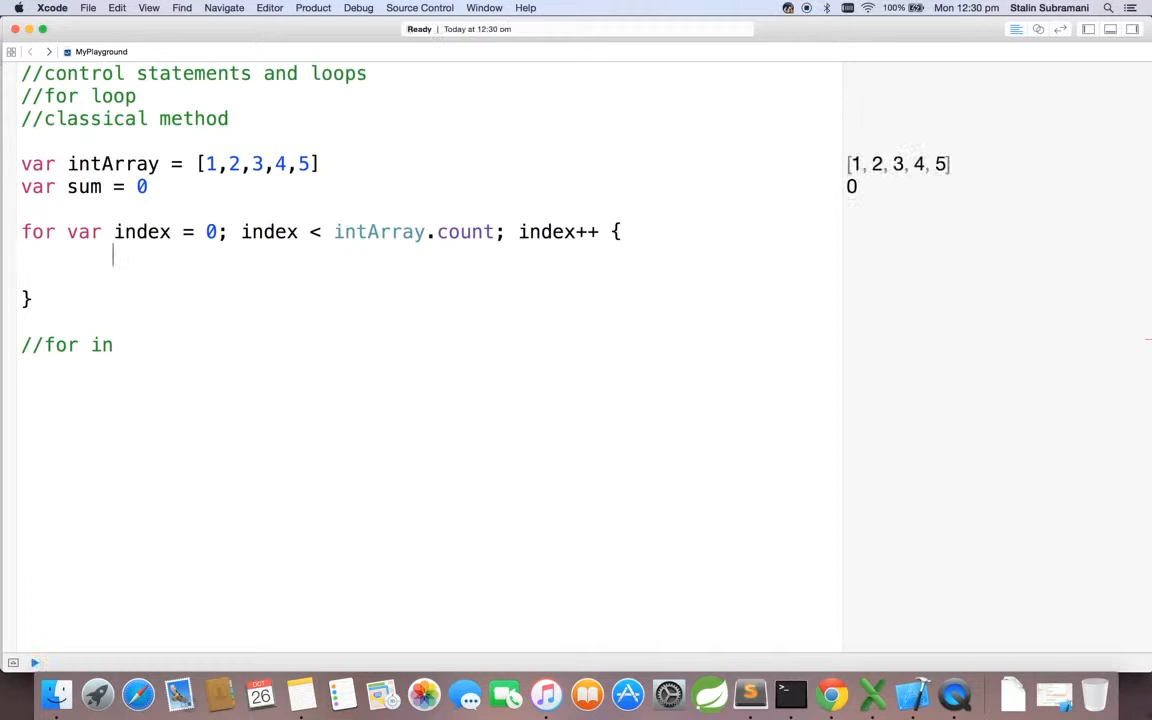 Xcode File Edit View Find Navigate Editor Product Debug Source Control Window Help 100% Mon 12:30 pm Stalin Subramani
Ready | Today at 12:30 pm
MyPlayground
//control statements and loops
//for loop
//classical method
var intArray = [1,2,3,4,5] [1, 2, 3, 4, 5]
var sum = 0 0
for var index = 0; index < intArray.count; index++ {
}
//for in
OCT
26